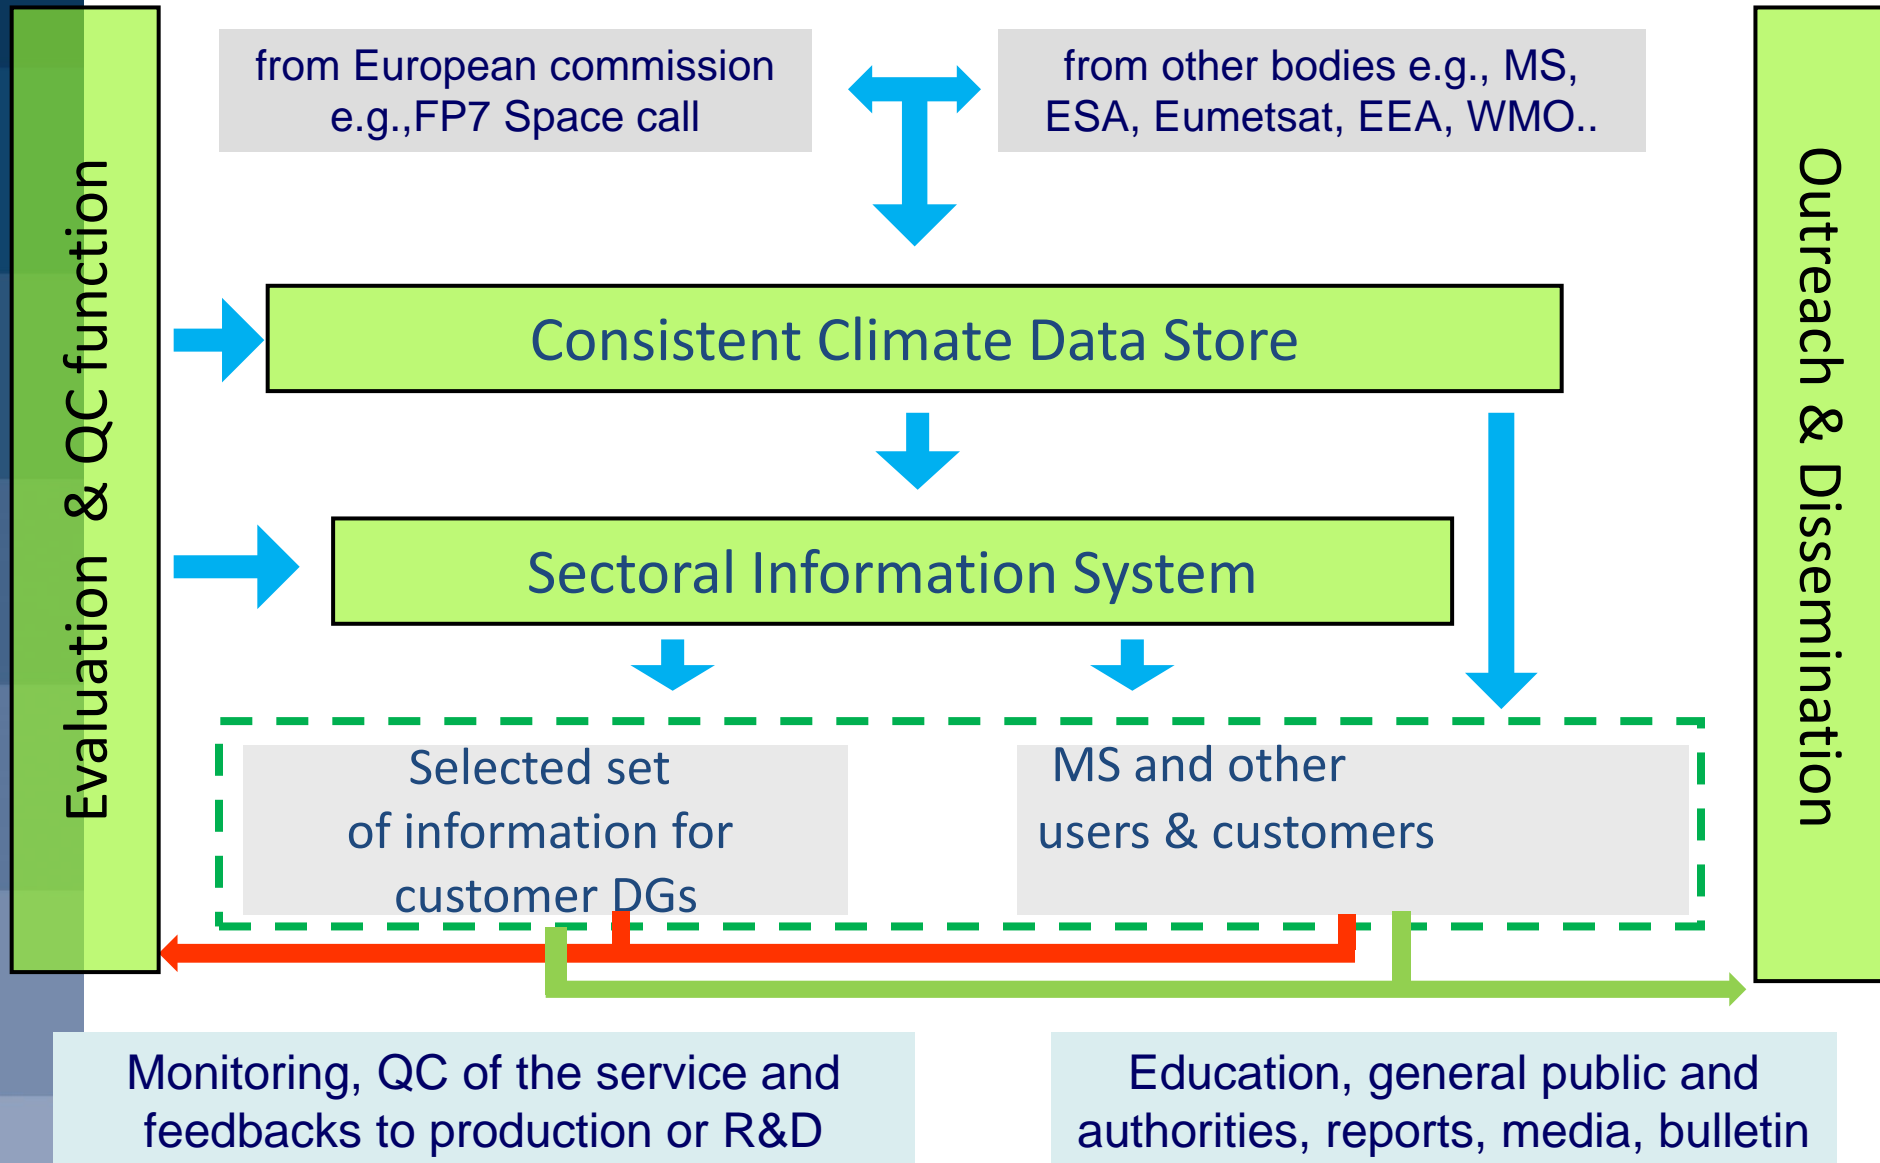 from European commission
e.g.,FP7 Space call
from other bodies e.g., MS,
ESA, Eumetsat, EEA, WMO..
Evaluation & QC function
Outreach & Dissemination
Consistent Climate Data Store
Sectoral Information System
Selected set
of information for
customer DGs
MS and other
users & customers
Monitoring, QC of the service and
feedbacks to production or R&D
Education, general public and
authorities, reports, media, bulletin